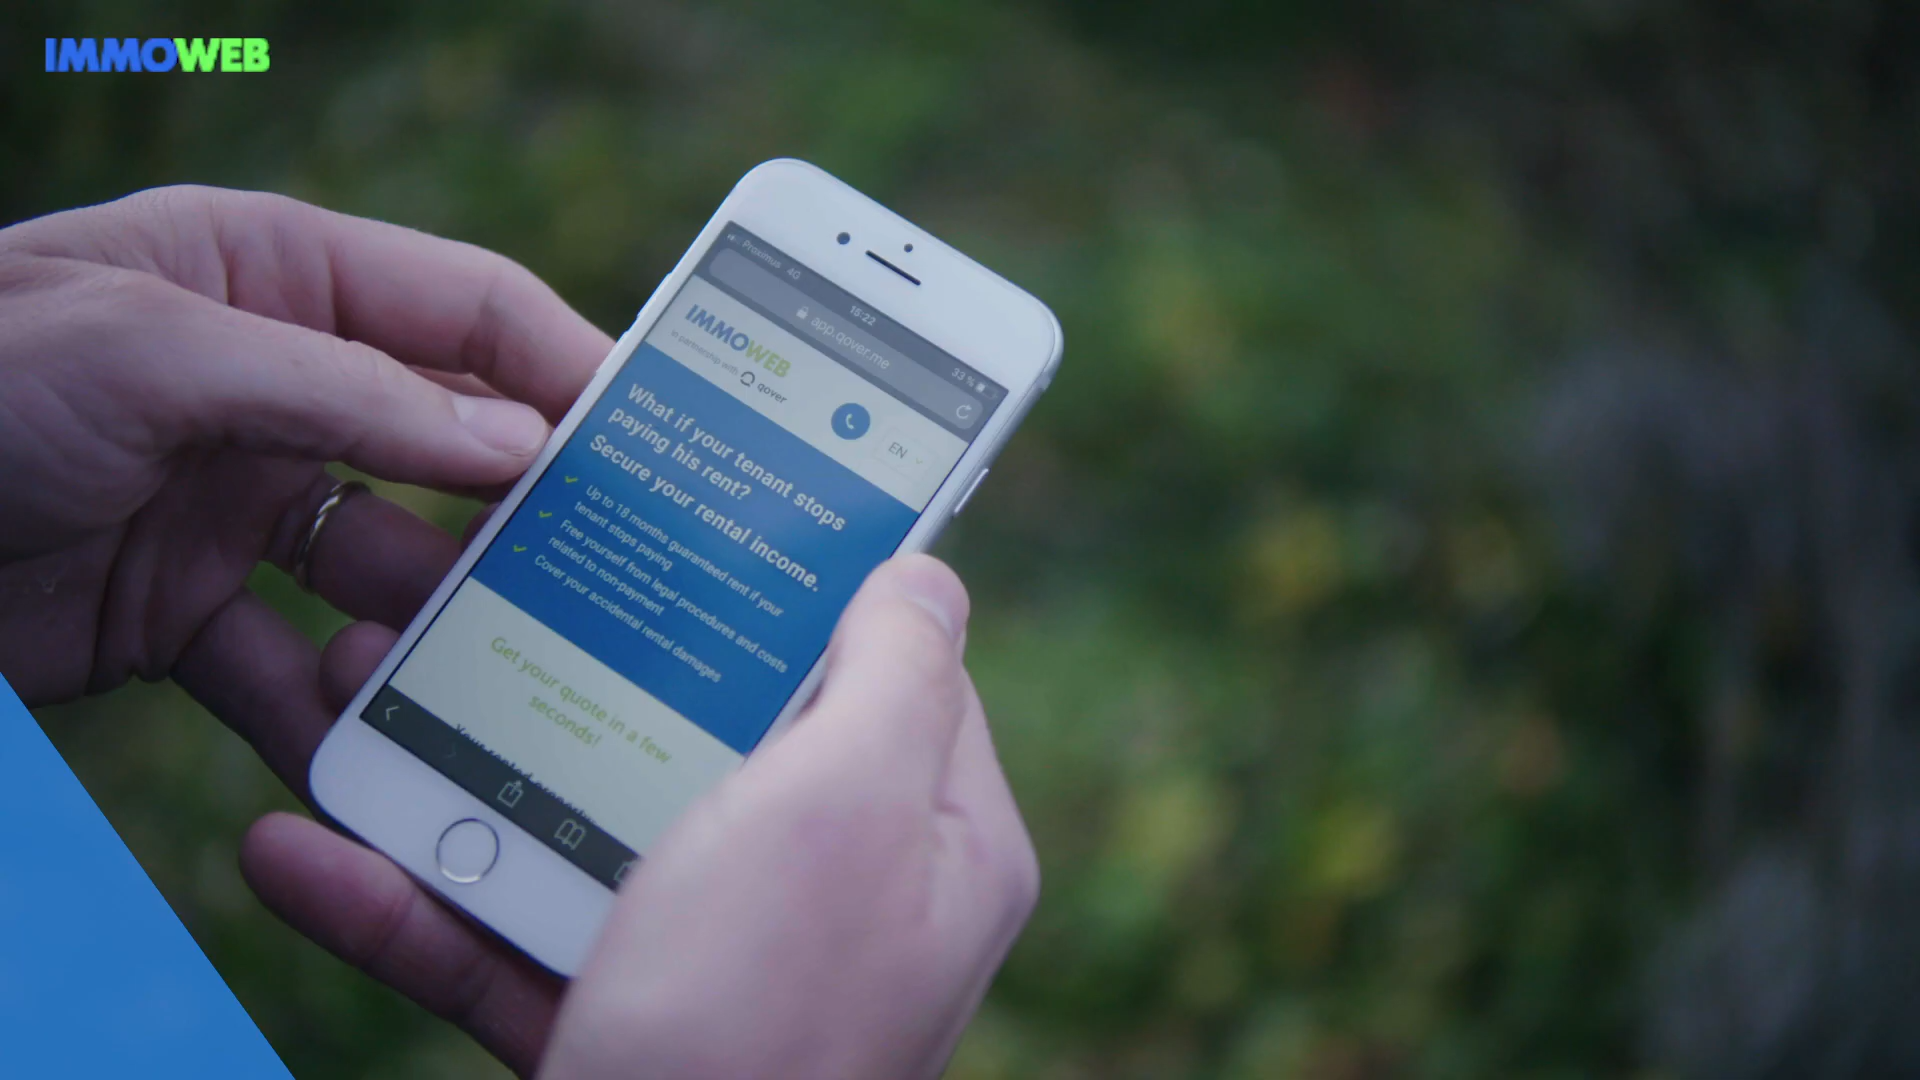 IMMOWEB
Proximus 4G
15:22
33 %
app.qover.me
IMMOWEB
in partnership with qover
EN
What if your tenant stops
paying his rent?
Secure your rental income.
Up to 18 months guaranteed rent if your
tenant stops paying
Free yourself from legal procedures and costs
related to non-payment
Cover your accidental rental damages
Get your quote in a few
seconds!